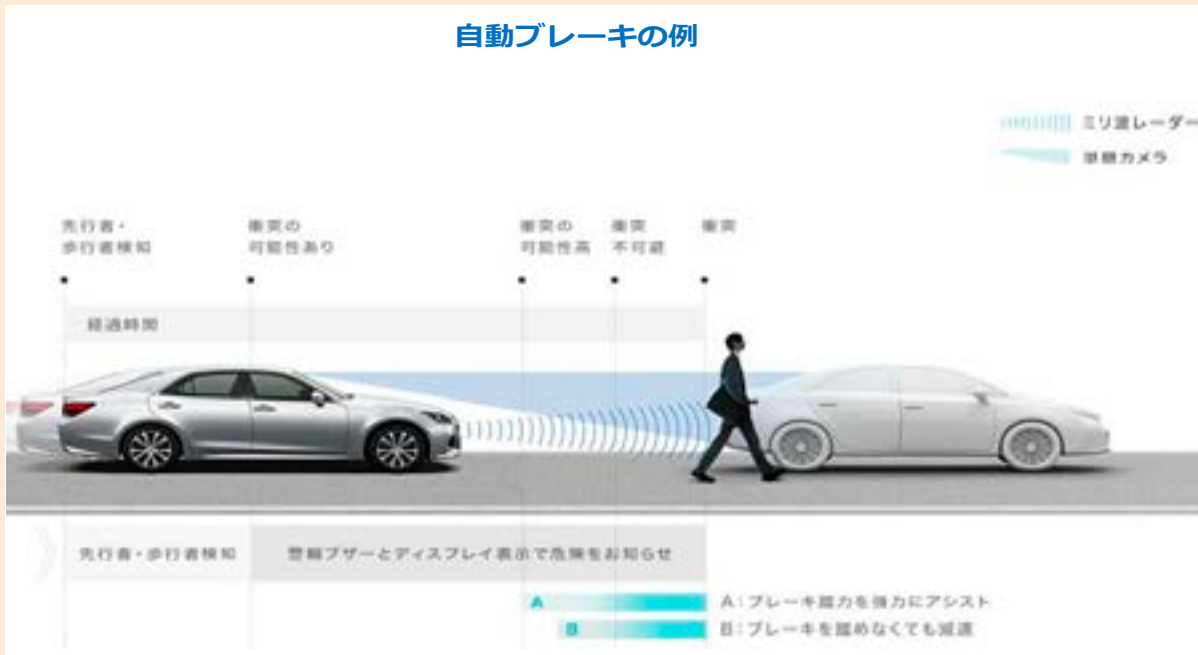 自動ブレーキの例
ミリ波レーダー
単眼カメラ
先行者・
歩行者検知
衝突の
可能性あり
衝突の
可能性高
衝突
不可避
衝突
経過時間
先行者・歩行者検知
警報ブザーとディスプレイ表示で危険をお知らせ
A
A:ブレーキ踏力を強力にアシスト
B
B:ブレーキを踏めなくても減速